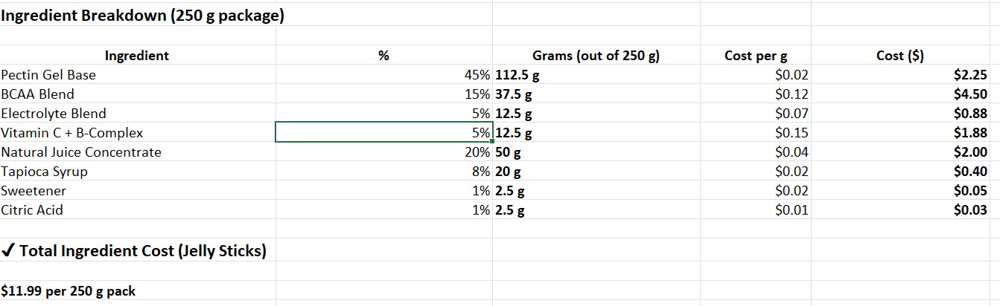 Ingredient Breakdown (250 g package)
Ingredient % Grams (out of 250 g) Cost per g Cost ($)
Pectin Gel Base 45% 112.5 g $0.02 $2.25
BCAA Blend 15% 37.5 g $0.12 $4.50
Electrolyte Blend 5% 12.5 g $0.07 $0.88
Vitamin C + B-Complex 5% 12.5 g $0.15 $1.88
Natural Juice Concentrate 20% 50 g $0.04 $2.00
Tapioca Syrup 8% 20 g $0.02 $0.40
Sweetener 1% 2.5 g $0.02 $0.05
Citric Acid 1% 2.5 g $0.01 $0.03
✔ Total Ingredient Cost (Jelly Sticks)
$11.99 per 250 g pack